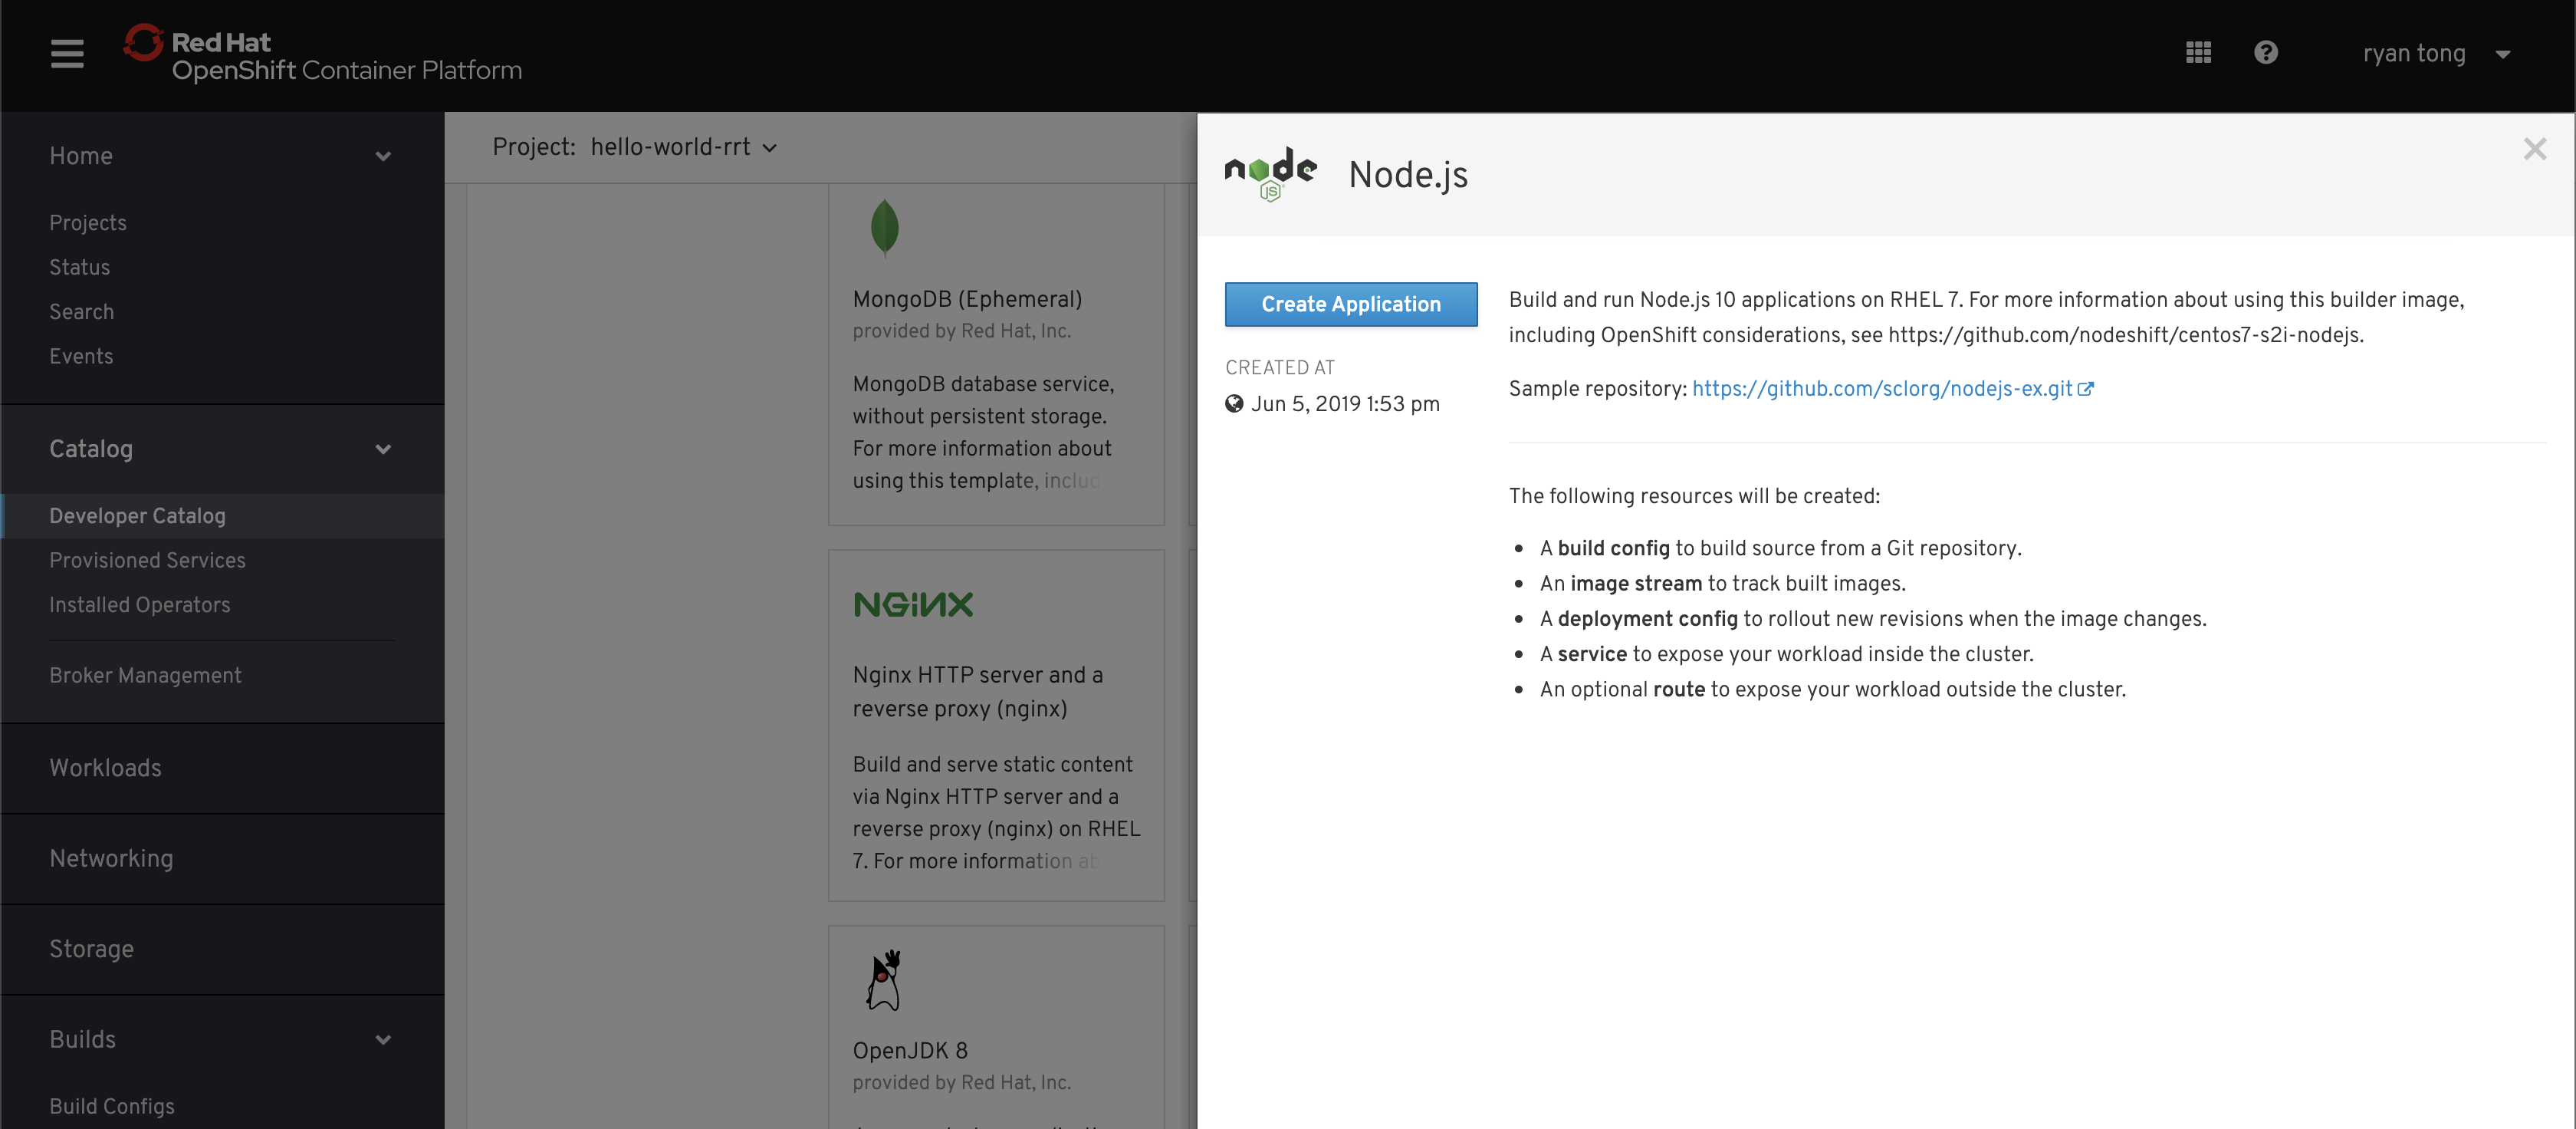 Red Hat
OpenShift Container Platform
ryan tong
Home
Projects
Status
Search
Events
Catalog
Developer Catalog
Provisioned Services
Installed Operators
Broker Management
Workloads
Networking
Storage
Builds
Build Configs
Project: hello-world-rrt
MongoDB (Ephemeral)
provided by Red Hat, Inc.
MongoDB database service,
without persistent storage.
For more information about
using this template, includ
NGINX
Nginx HTTP server and a
reverse proxy (nginx)
Build and serve static content
via Nginx HTTP server and a
reverse proxy (nginx) on RHEL
7. For more information ab
OpenJDK 8
provided by Red Hat, Inc.
node
JS
Node.js
Create Application
CREATED AT
Jun 5, 2019 1:53 pm
Build and run Node.js 10 applications on RHEL 7. For more information about using this builder image,
including OpenShift considerations, see https://github.com/nodeshift/centos7-s2i-nodejs.
Sample repository: https://github.com/sclorg/nodejs-ex.git
The following resources will be created:
• A build config to build source from a Git repository.
• An image stream to track built images.
• A deployment config to rollout new revisions when the image changes.
• A service to expose your workload inside the cluster.
• An optional route to expose your workload outside the cluster.